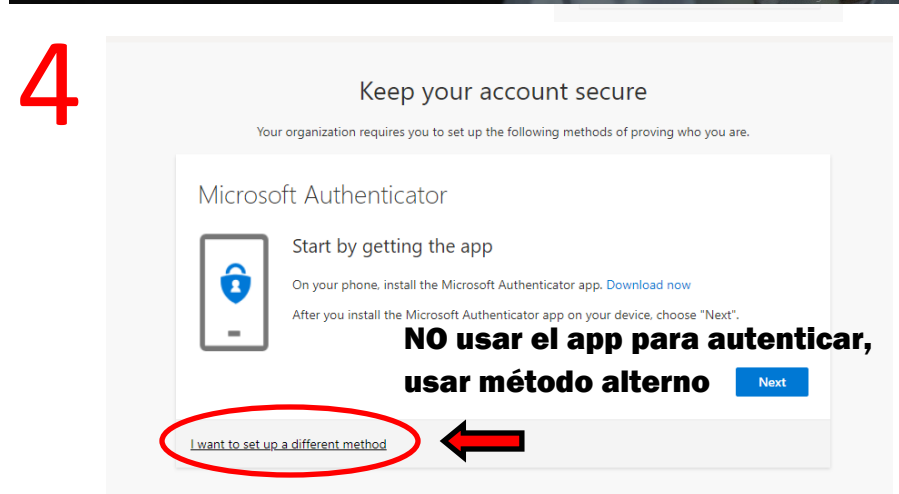 4
Keep your account secure
Your organization requires you to set up the following methods of proving who you are.
Microsoft Authenticator
Start by getting the app
On your phone, install the Microsoft Authenticator app. Download now
After you install the Microsoft Authenticator app on your device, choose "Next".
NO usar el app para autenticar,
usar método alterno
Next
I want to set up a different method